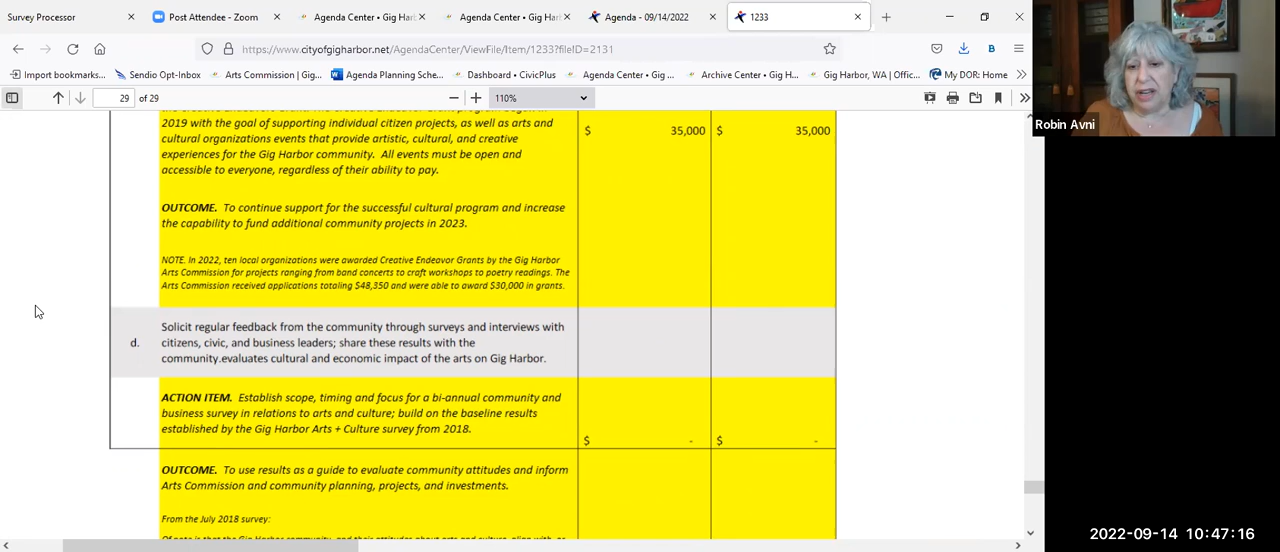 Survey Processor
Post Attendee - Zoom
Agenda Center • Gig Har
Agenda Center • Gig Har
Agenda - 09/14/2022
1233
https://www.cityofgigharbor.net/AgendaCenter/ViewFile/Item/1233?fileID=2131
Import bookmarks...
Sendio Opt-Inbox
Arts Commission | Gig...
Agenda Planning Sche...
Dashboard • CivicPlus
Agenda Center • Gig ...
Archive Center • Gig H...
Gig Harbor, WA | Offic...
My DOR: Home
29 of 29
110%
Robin Avni
2019 with the goal of supporting individual citizen projects, as well as arts and
cultural organizations events that provide artistic, cultural, and creative
experiences for the Gig Harbor community. All events must be open and
accessible to everyone, regardless of their ability to pay.
$ 35,000 $ 35,000
OUTCOME. To continue support for the successful cultural program and increase
the capability to fund additional community projects in 2023.
NOTE. In 2022, ten local organizations were awarded Creative Endeavor Grants by the Gig Harbor
Arts Commission for projects ranging from band concerts to craft workshops to poetry readings. The
Arts Commission received applications totaling $48,350 and were able to award $30,000 in grants.
d.
Solicit regular feedback from the community through surveys and interviews with
citizens, civic, and business leaders; share these results with the
community.evaluates cultural and economic impact of the arts on Gig Harbor.
ACTION ITEM. Establish scope, timing and focus for a bi-annual community and
business survey in relations to arts and culture; build on the baseline results
established by the Gig Harbor Arts + Culture survey from 2018.
$ - $ -
OUTCOME. To use results as a guide to evaluate community attitudes and inform
Arts Commission and community planning, projects, and investments.
From the July 2018 survey:
2022-09-14 10:47:16